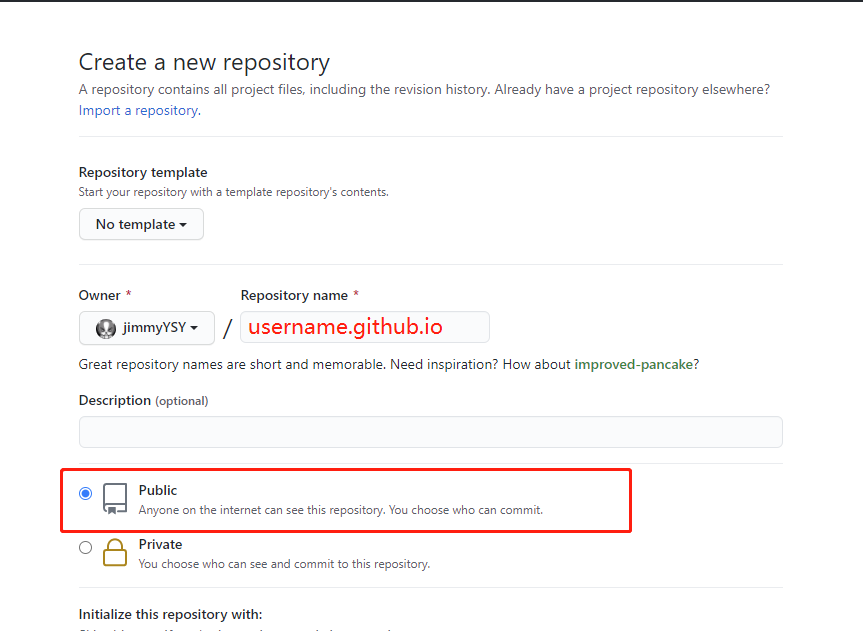 Create a new repository
A repository contains all project files, including the revision history. Already have a project repository elsewhere?
Import a repository.
Repository template
Start your repository with a template repository's contents.
No template
Owner * Repository name *
jimmyYSY / username.github.io
Great repository names are short and memorable. Need inspiration? How about improved-pancake?
Description (optional)
Public
Anyone on the internet can see this repository. You choose who can commit.
Private
You choose who can see and commit to this repository.
Initialize this repository with: